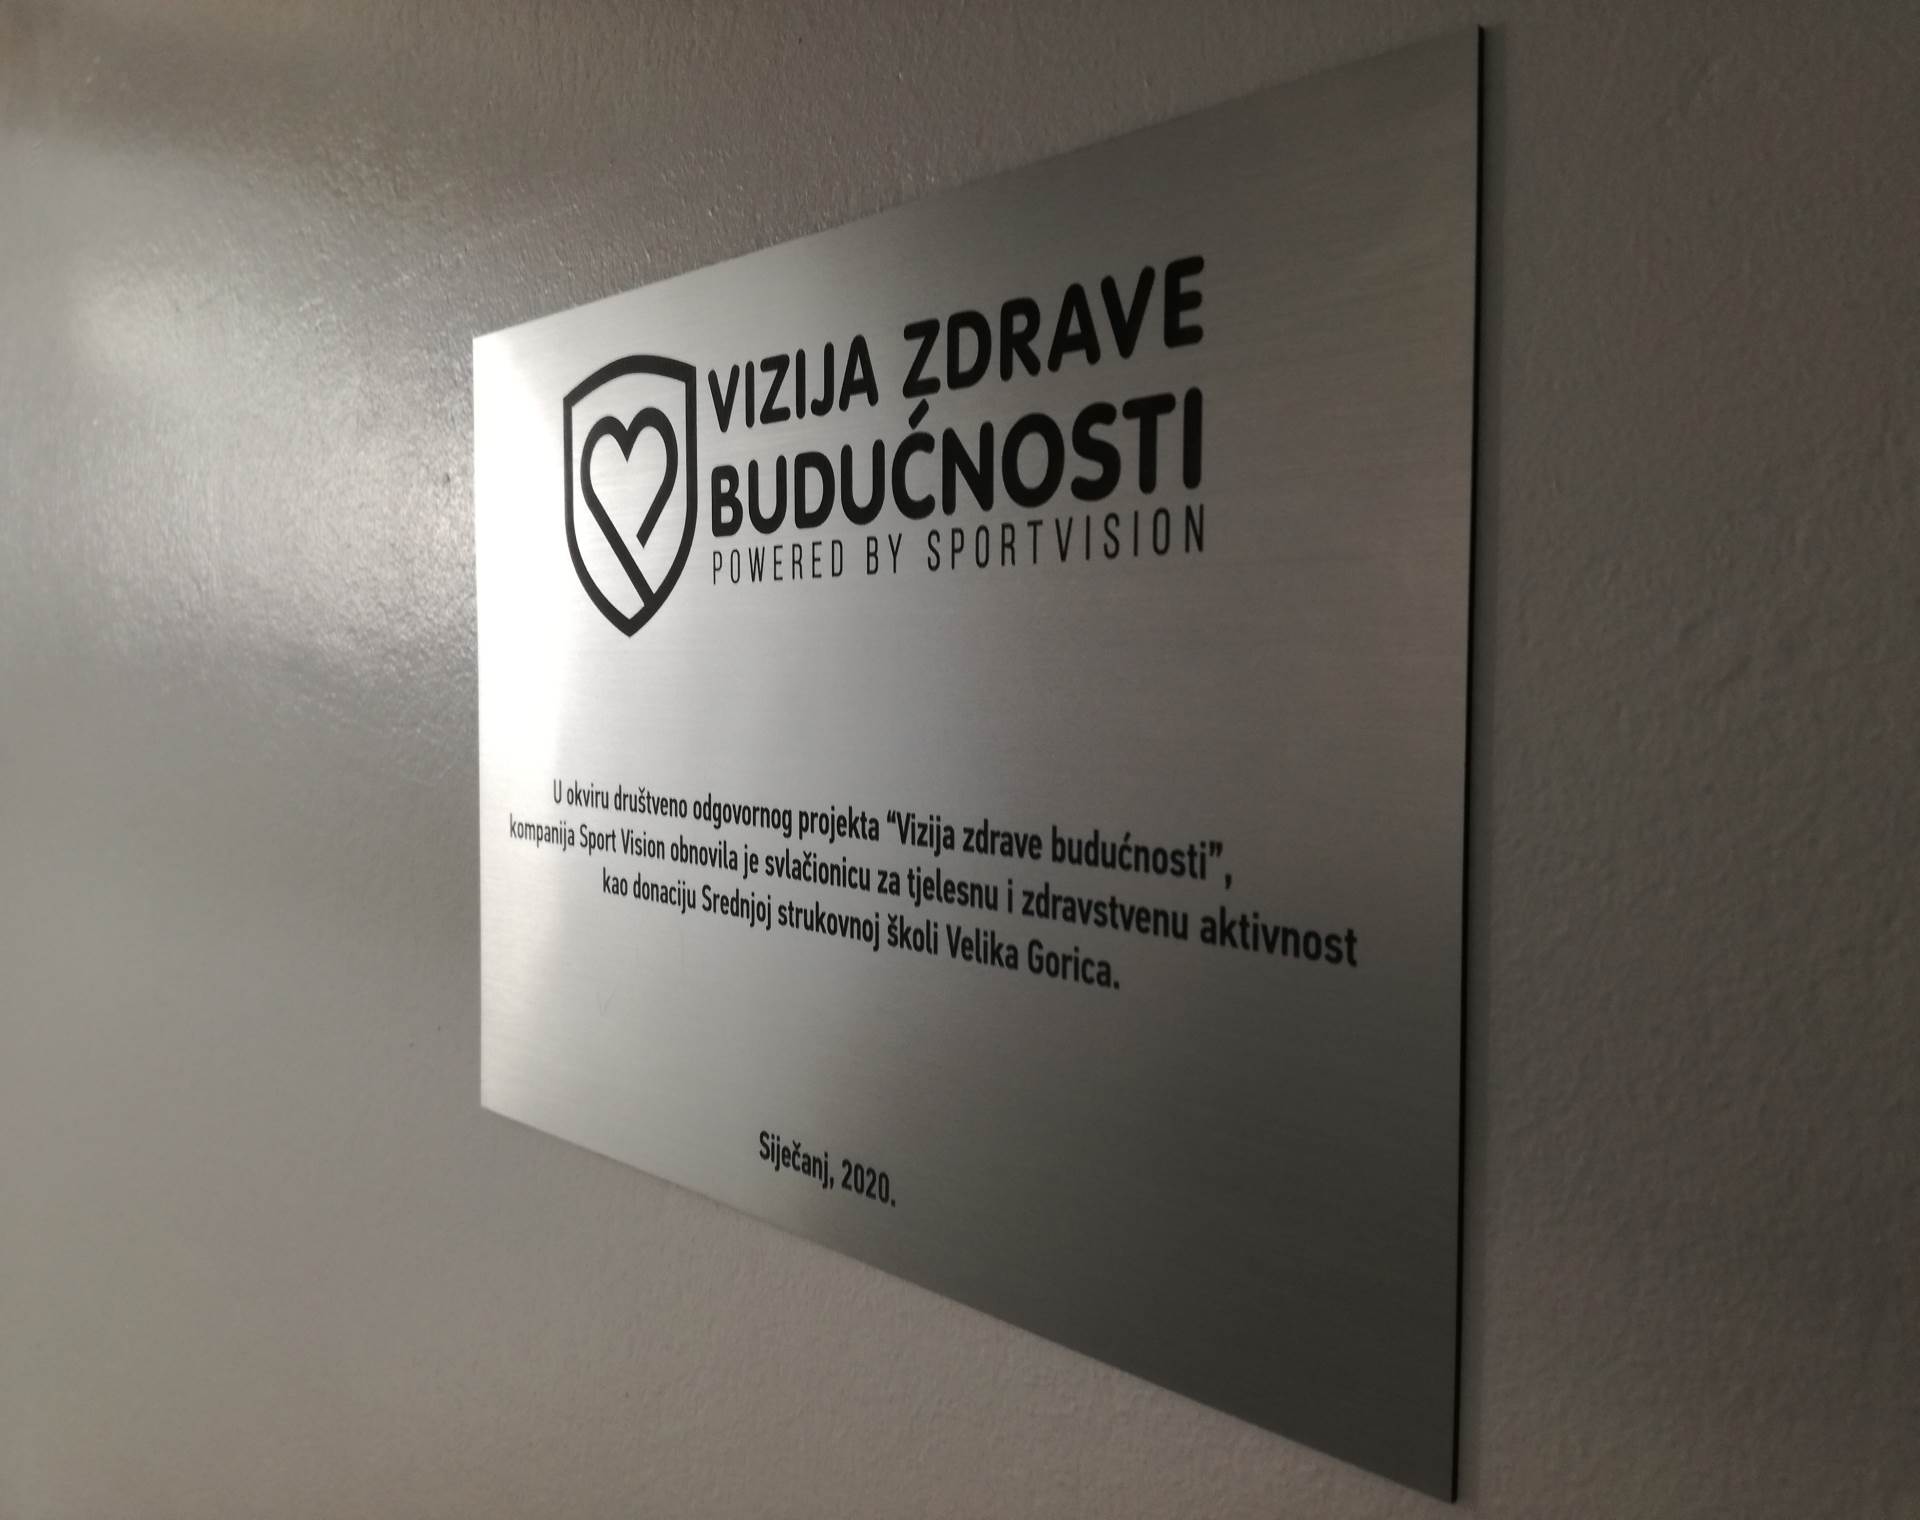 VIZIJA ZDRAVE
BUDUĆNOSTI
POWERED BY SPORTVISION
U okviru društveno odgovornog projekta “Vizija zdrave budućnosti”,
kompanija Sport Vision obnovila je svlačionicu za tjelesnu i zdravstvenu aktivnost
kao donaciju Srednjoj strukovnoj školi Velika Gorica.
Siječanj, 2020.